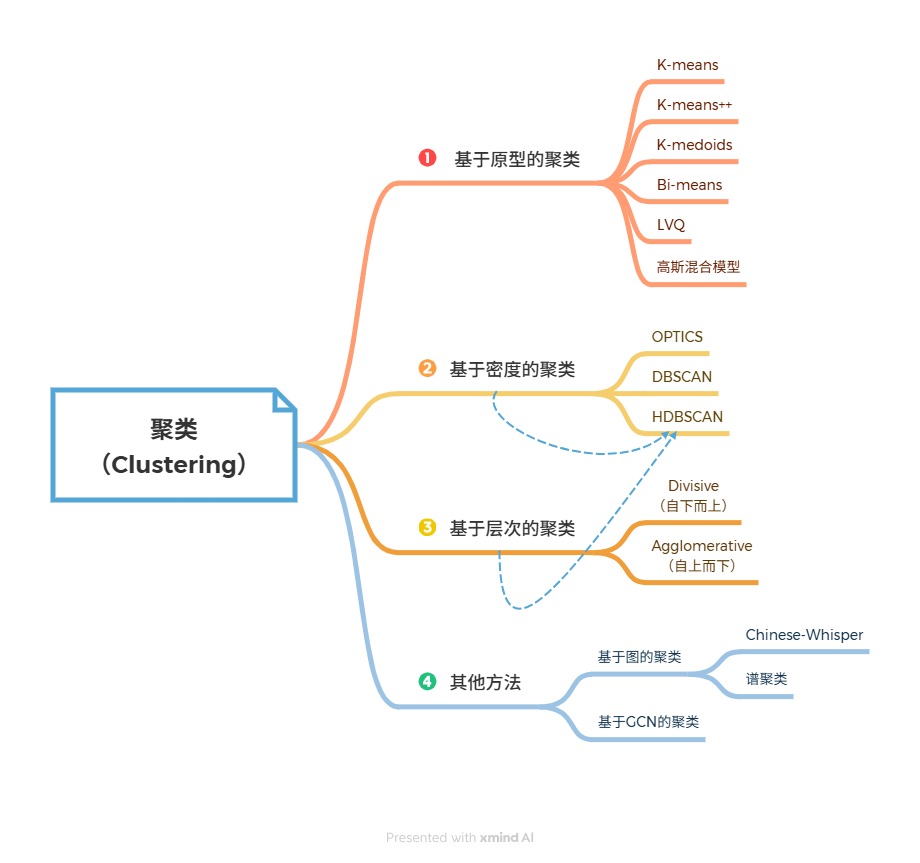 聚类
（Clustering）
1 基于原型的聚类
K-means
K-means++
K-medoids
Bi-means
LVQ
高斯混合模型
2 基于密度的聚类
OPTICS
DBSCAN
HDBSCAN
3 基于层次的聚类
Divisive
（自下而上）
Agglomerative
（自上而下）
4 其他方法
基于图的聚类
Chinese-Whisper
谱聚类
基于GCN的聚类
Presented with xmind AI